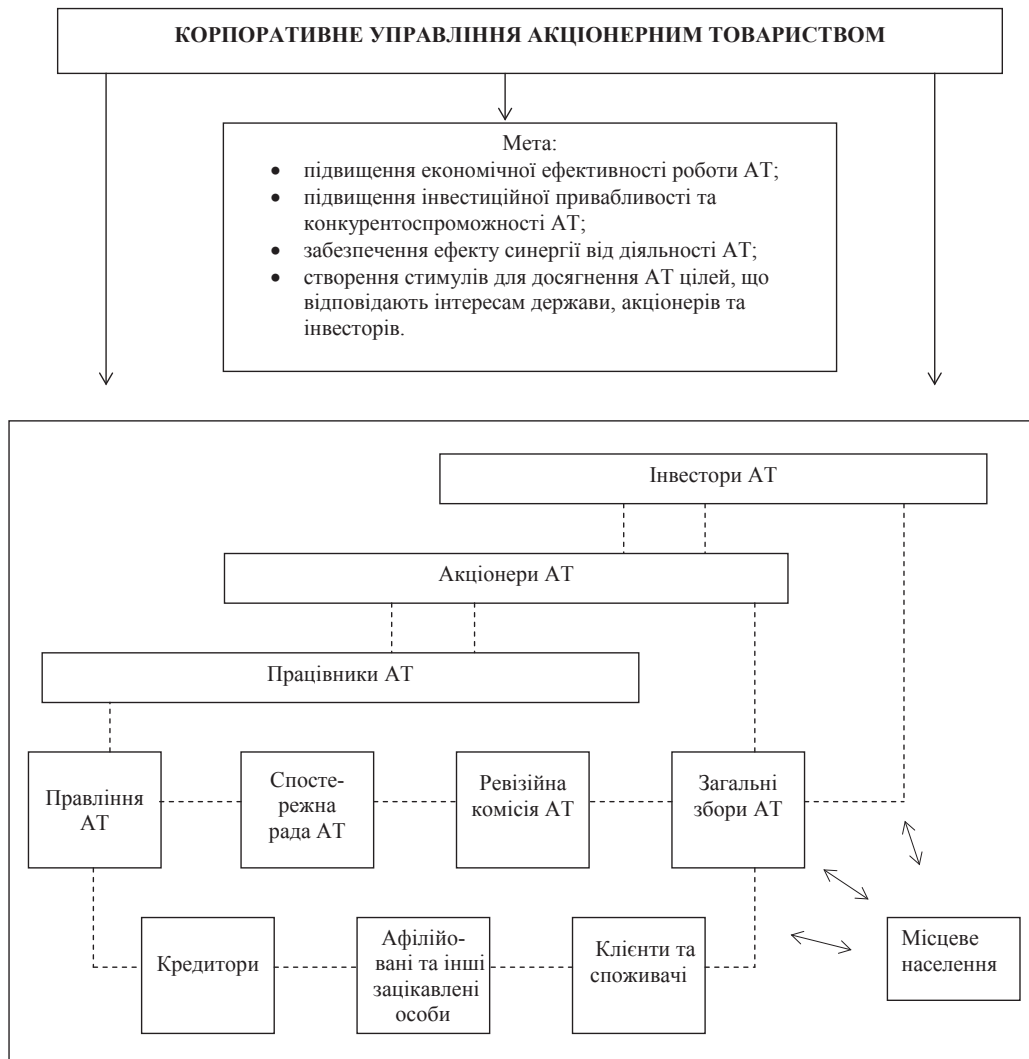 КОРПОРАТИВНЕ УПРАВЛІННЯ АКЦІОНЕРНИМ ТОВАРИСТВОМ
Мета:
• підвищення економічної ефективності роботи АТ;
• підвищення інвестиційної привабливості та
конкурентоспроможності АТ;
• забезпечення ефекту синергії від діяльності АТ;
• створення стимулів для досягнення АТ цілей, що
відповідають інтересам держави, акціонерів та
інвесторів.
Інвестори АТ
Акціонери АТ
Працівники АТ
Правління
АТ
Спосте-
режна
рада АТ
Ревізійна
комісія АТ
Загальні
збори АТ
Кредитори
Афілійо-
вані та інші
зацікавлені
особи
Клієнти та
споживачі
Місцеве
населення